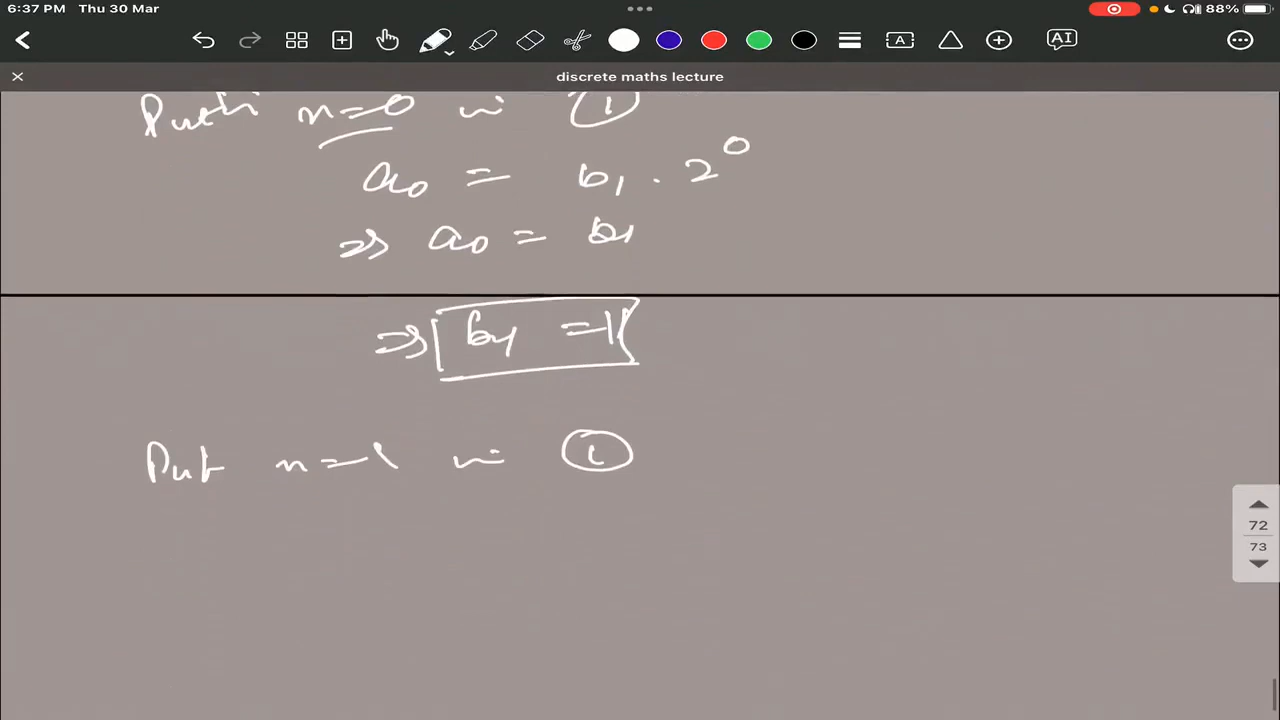 6:37 PM Thu 30 Mar
88%
AI
discrete maths lecture
n=0 in ①
a₀ = b₁ . 2⁰
⇒ a₀ = b₁
⇒ b₁ = 1
Put n=1 in ①
72
73